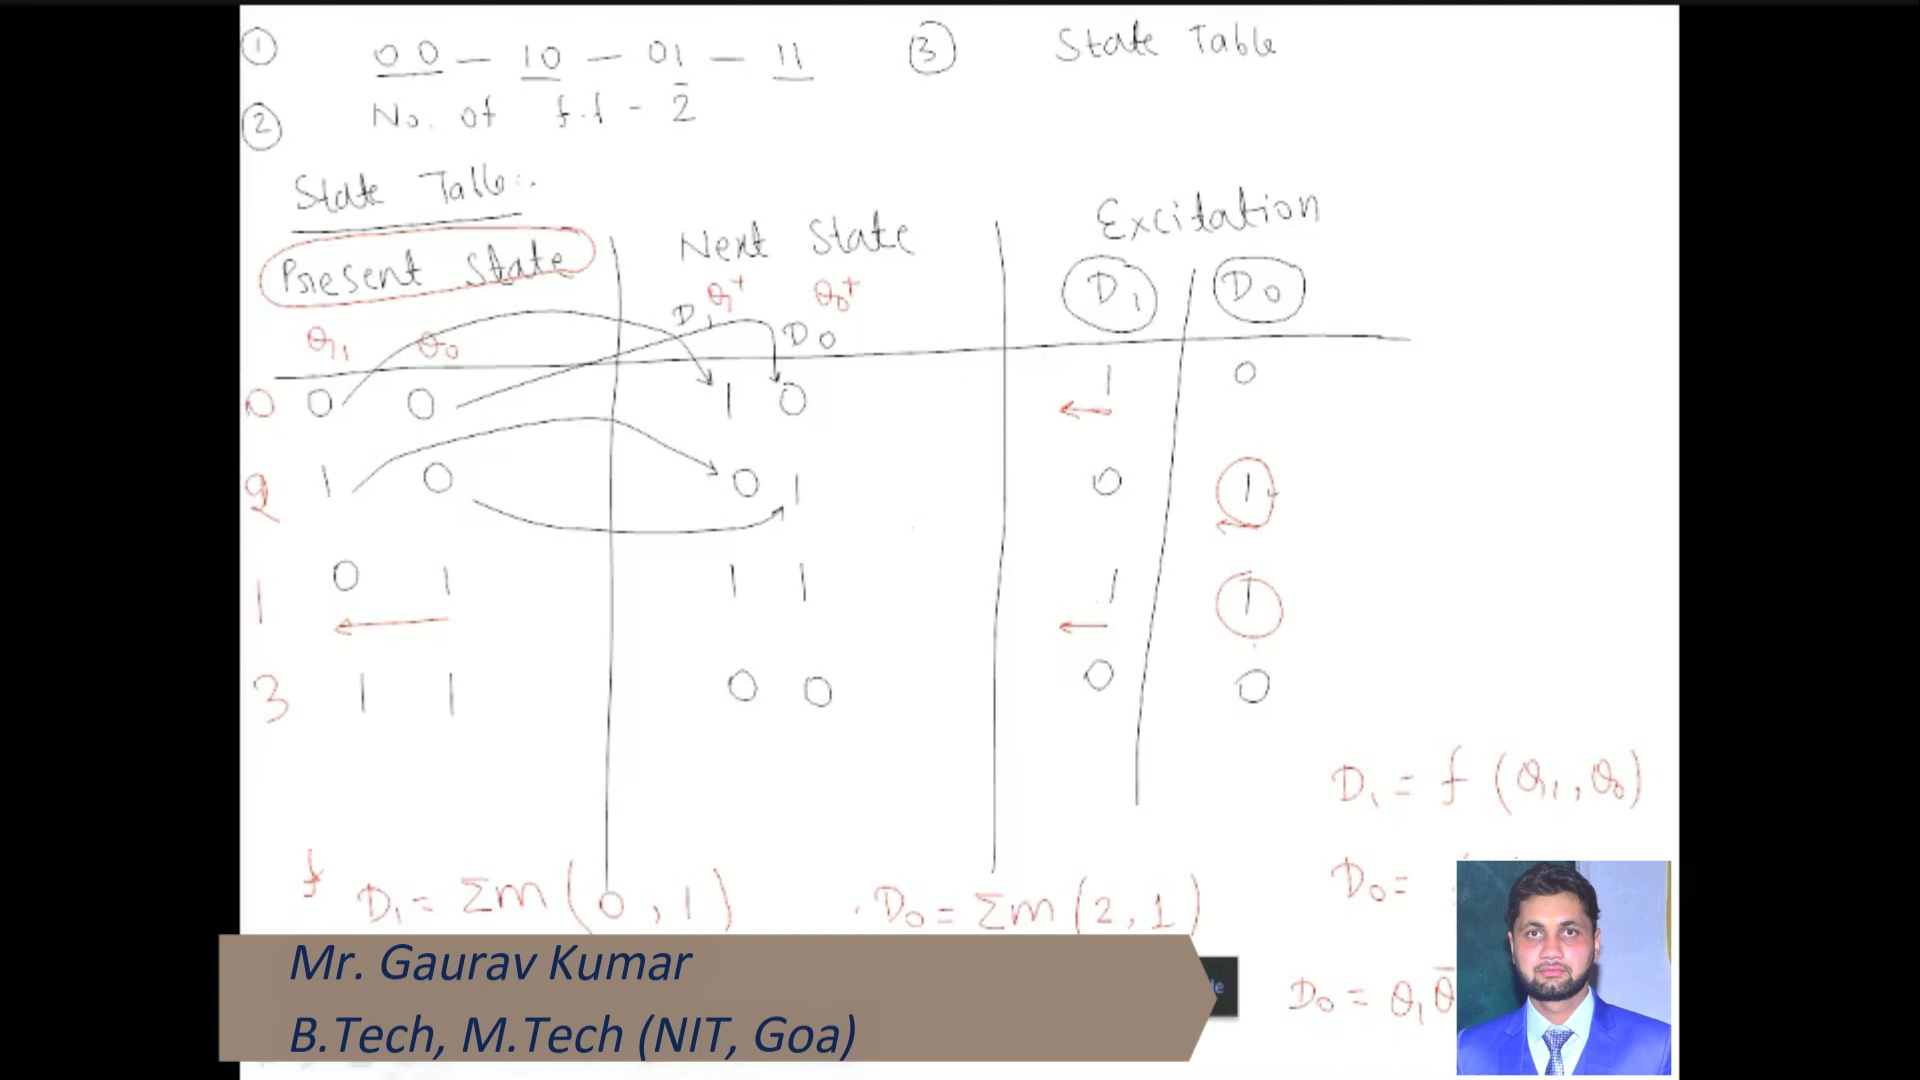 ① 00 – 10 – 01 – 11 ③ State Table
② No. of f.f - 2
State Table:.
Present State Next State Excitation
Q1 Q0 D1 Q1+ D0 Q0+ D1 D0
0 0 0 1 0 1 0
2 1 0 0 1 0 1
1 0 1 1 1 1 1
3 1 1 0 0 0 0
D1 = f (Q1, Q0)
D1 = Σm (0, 1) D0 = Σm (2, 1) D0 =
D0 = Q1 Q̅
Mr. Gaurav Kumar
B.Tech, M.Tech (NIT, Goa)